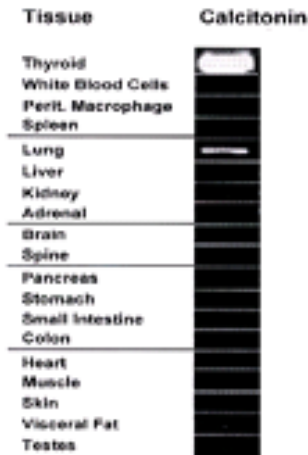 Tissue Calcitonin
Thyroid
White Blood Cells
Perit. Macrophage
Spleen
Lung
Liver
Kidney
Adrenal
Brain
Spine
Pancreas
Stomach
Small Intestine
Colon
Heart
Muscle
Skin
Visceral Fat
Testes